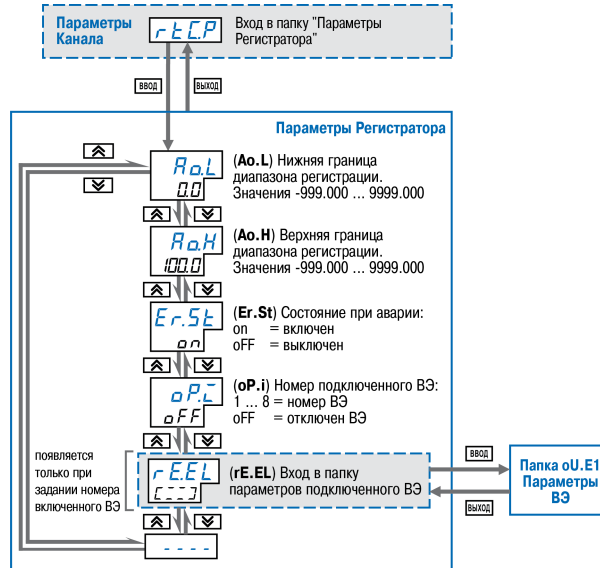 Параметры
Канала
rtC.P
Вход в папку "Параметры
Регистратора"
ВВОД
ВЫХОД
Параметры Регистратора
Ao.L
0.0
(Ao.L) Нижняя граница
диапазона регистрации.
Значения -999.000 ... 9999.000
Ao.H
100.0
(Ao.H) Верхняя граница
диапазона регистрации.
Значения -999.000 ... 9999.000
Er.St
on
(Er.St) Состояние при аварии:
on = включен
oFF = выключен
oP.i
oFF
(oP.i) Номер подключенного ВЭ:
1 ... 8 = номер ВЭ
oFF = отключен ВЭ
появляется
только при
задании номера
включенного ВЭ
rE.EL
[---]
(rE.EL) Вход в папку
параметров подключенного ВЭ
ВВОД
ВЫХОД
Папка oU.E1
Параметры
ВЭ
- - - -